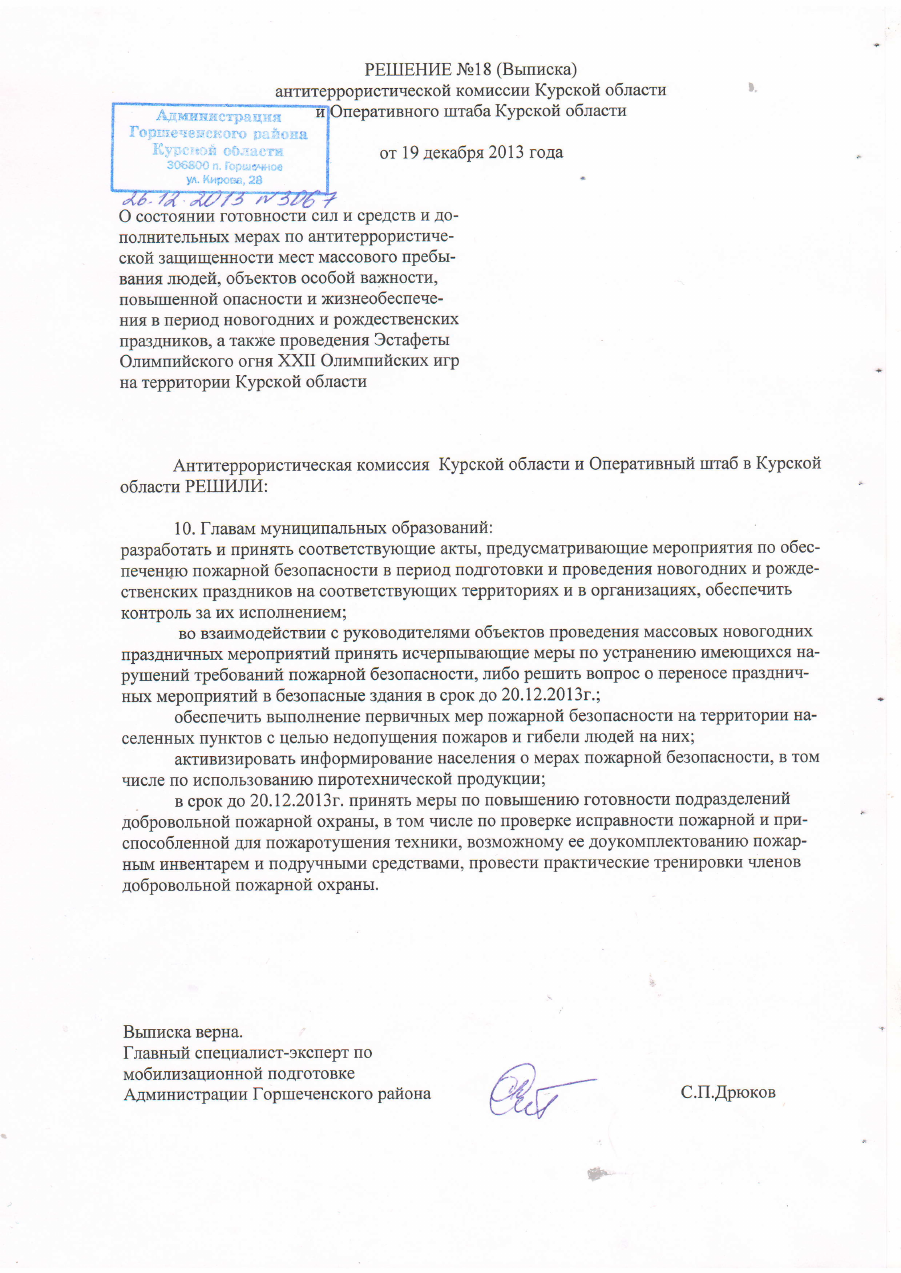 РЕШЕНИЕ №18 (Выписка)
антитеррористической комиссии Курской области
и Оперативного штаба Курской области
Администрация
Горшеченского района
Курской области
306800 п. Горшечное
ул. Кирова, 28
от 19 декабря 2013 года
26.12.2013 №3067
О состоянии готовности сил и средств и до-
полнительных мерах по антитеррористиче-
ской защищенности мест массового пребы-
вания людей, объектов особой важности,
повышенной опасности и жизнеобеспече-
ния в период новогодних и рождественских
праздников, а также проведения Эстафеты
Олимпийского огня XXII Олимпийских игр
на территории Курской области
Антитеррористическая комиссия Курской области и Оперативный штаб в Курской
области РЕШИЛИ:
10. Главам муниципальных образований:
разработать и принять соответствующие акты, предусматривающие мероприятия по обес-
печению пожарной безопасности в период подготовки и проведения новогодних и рожде-
ственских праздников на соответствующих территориях и в организациях, обеспечить
контроль за их исполнением;
во взаимодействии с руководителями объектов проведения массовых новогодних
праздничных мероприятий принять исчерпывающие меры по устранению имеющихся на-
рушений требований пожарной безопасности, либо решить вопрос о переносе празднич-
ных мероприятий в безопасные здания в срок до 20.12.2013г.;
обеспечить выполнение первичных мер пожарной безопасности на территории на-
селенных пунктов с целью недопущения пожаров и гибели людей на них;
активизировать информирование населения о мерах пожарной безопасности, в том
числе по использованию пиротехнической продукции;
в срок до 20.12.2013г. принять меры по повышению готовности подразделений
добровольной пожарной охраны, в том числе по проверке исправности пожарной и при-
способленной для пожаротушения техники, возможному ее доукомплектованию пожар-
ным инвентарем и подручными средствами, провести практические тренировки членов
добровольной пожарной охраны.
Выписка верна.
Главный специалист-эксперт по
мобилизационной подготовке
Администрации Горшеченского района
С.П.Дрюков